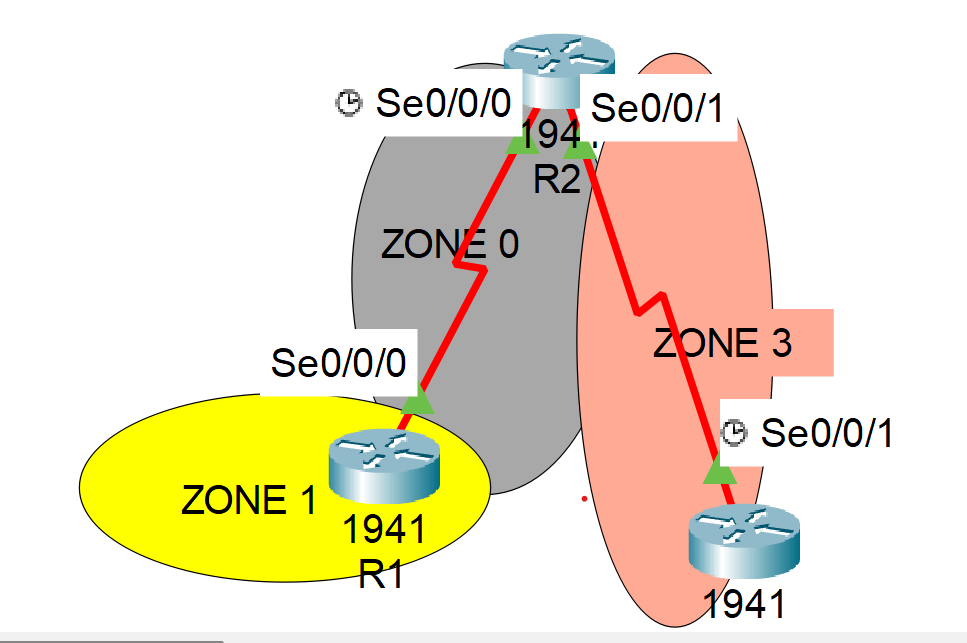 Se0/0/0
Se0/0/1
R2
ZONE 0
ZONE 3
Se0/0/0
Se0/0/1
ZONE 1
1941
R1
1941